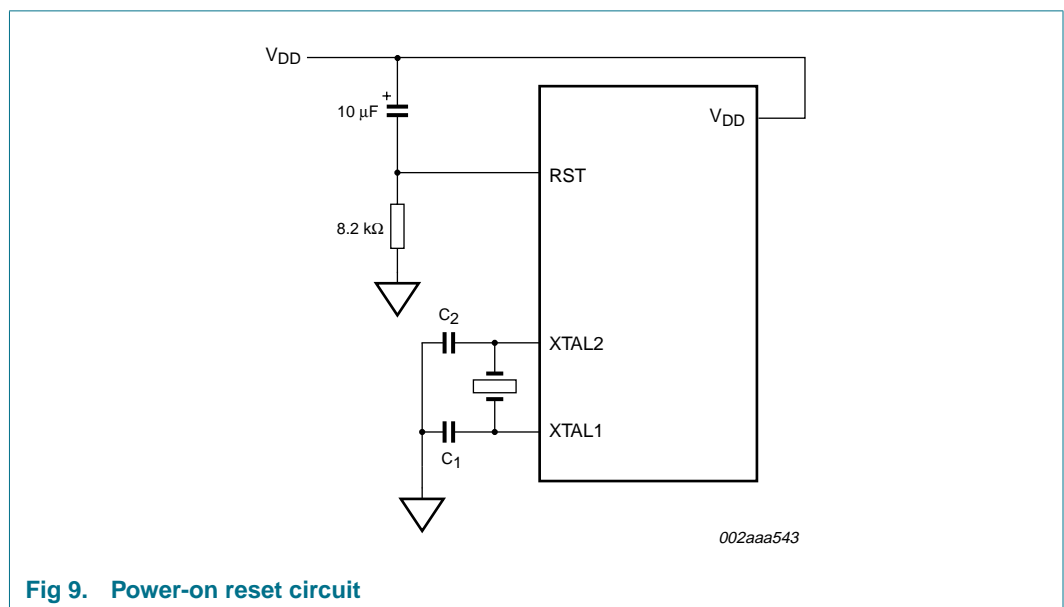 VDD
VDD
+
10 μF
RST
8.2 kΩ
C2
XTAL2
XTAL1
C1
002aaa543
Fig 9. Power-on reset circuit